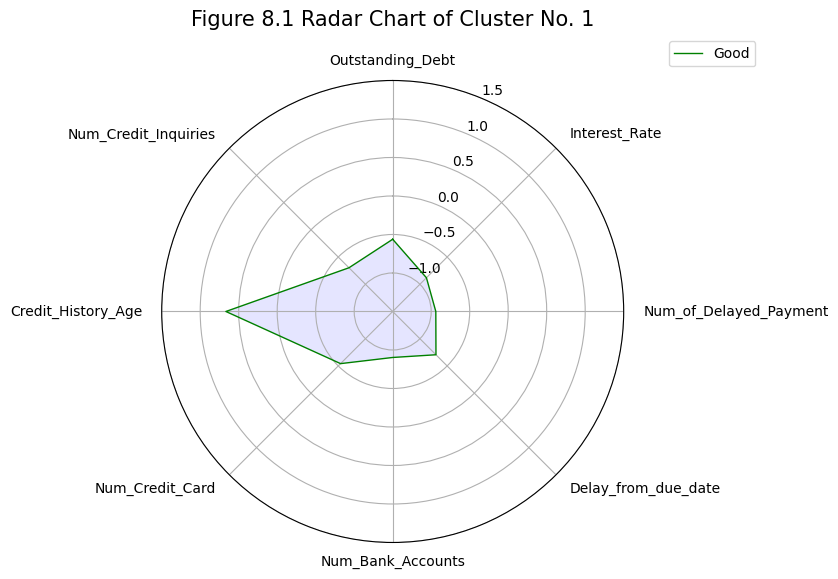 Figure 8.1 Radar Chart of Cluster No. 1
Good
Outstanding_Debt
1.5
1.0
0.5
0.0
−0.5
−1.0
Num_Credit_Inquiries
Interest_Rate
Credit_History_Age
Num_of_Delayed_Payment
Num_Credit_Card
Delay_from_due_date
Num_Bank_Accounts